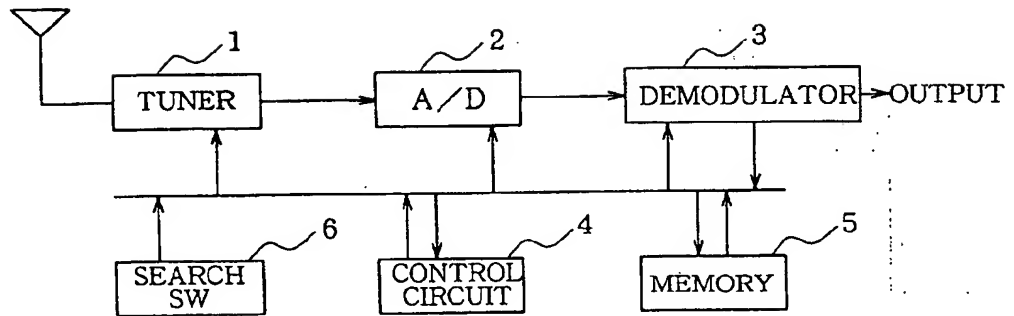 1
2
3
TUNER
A/D
DEMODULATOR
OUTPUT
6
4
5
SEARCH
SW
CONTROL
CIRCUIT
MEMORY